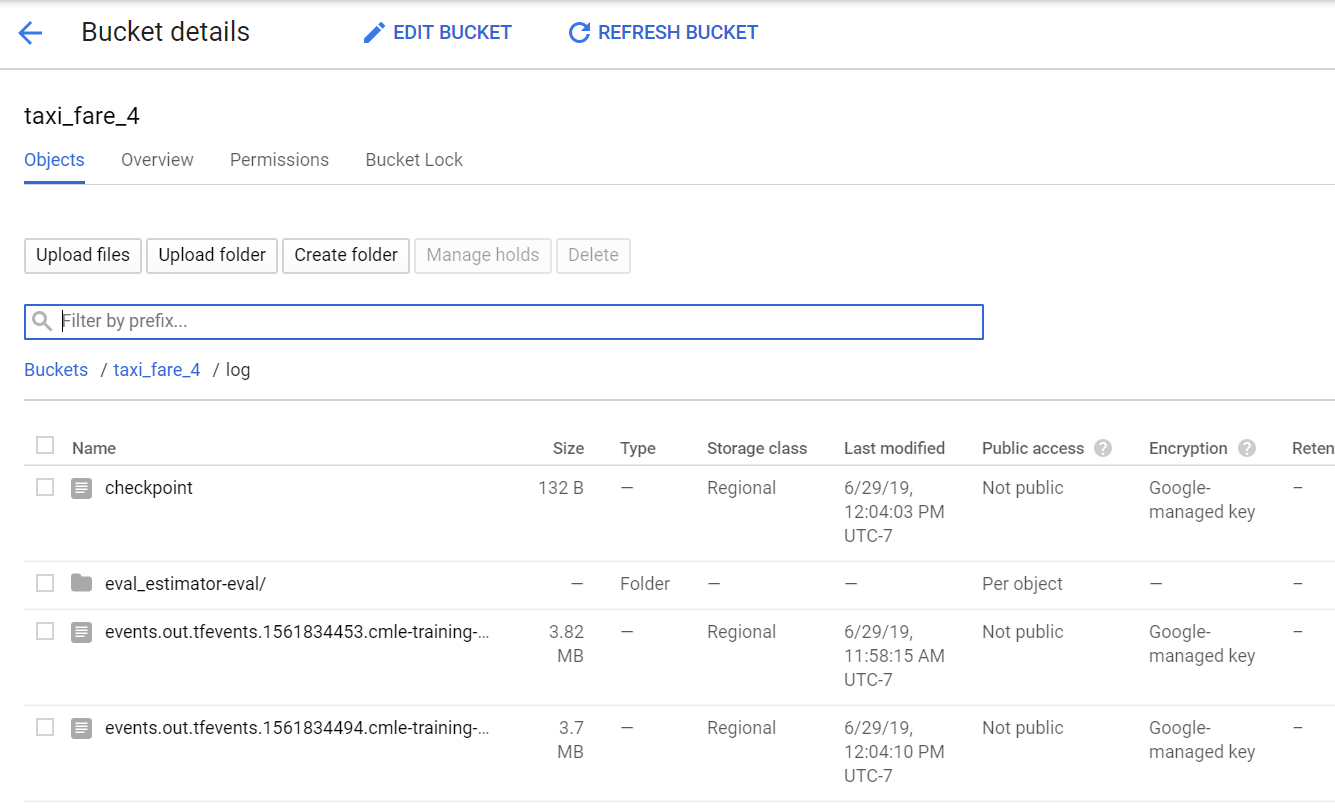 Bucket details EDIT BUCKET REFRESH BUCKET
taxi_fare_4
Objects Overview Permissions Bucket Lock
Upload files Upload folder Create folder Manage holds Delete
Filter by prefix...
Buckets / taxi_fare_4 / log
Name Size Type Storage class Last modified Public access ? Encryption ? Reten
checkpoint 132 B — Regional 6/29/19, Not public Google- –
12:04:03 PM managed key
UTC-7
eval_estimator-eval/ — Folder — — Per object — –
events.out.tfevents.1561834453.cmle-training-... 3.82 — Regional 6/29/19, Not public Google- –
MB 11:58:15 AM managed key
UTC-7
events.out.tfevents.1561834494.cmle-training-... 3.7 — Regional 6/29/19, Not public Google- –
MB 12:04:10 PM managed key
UTC-7